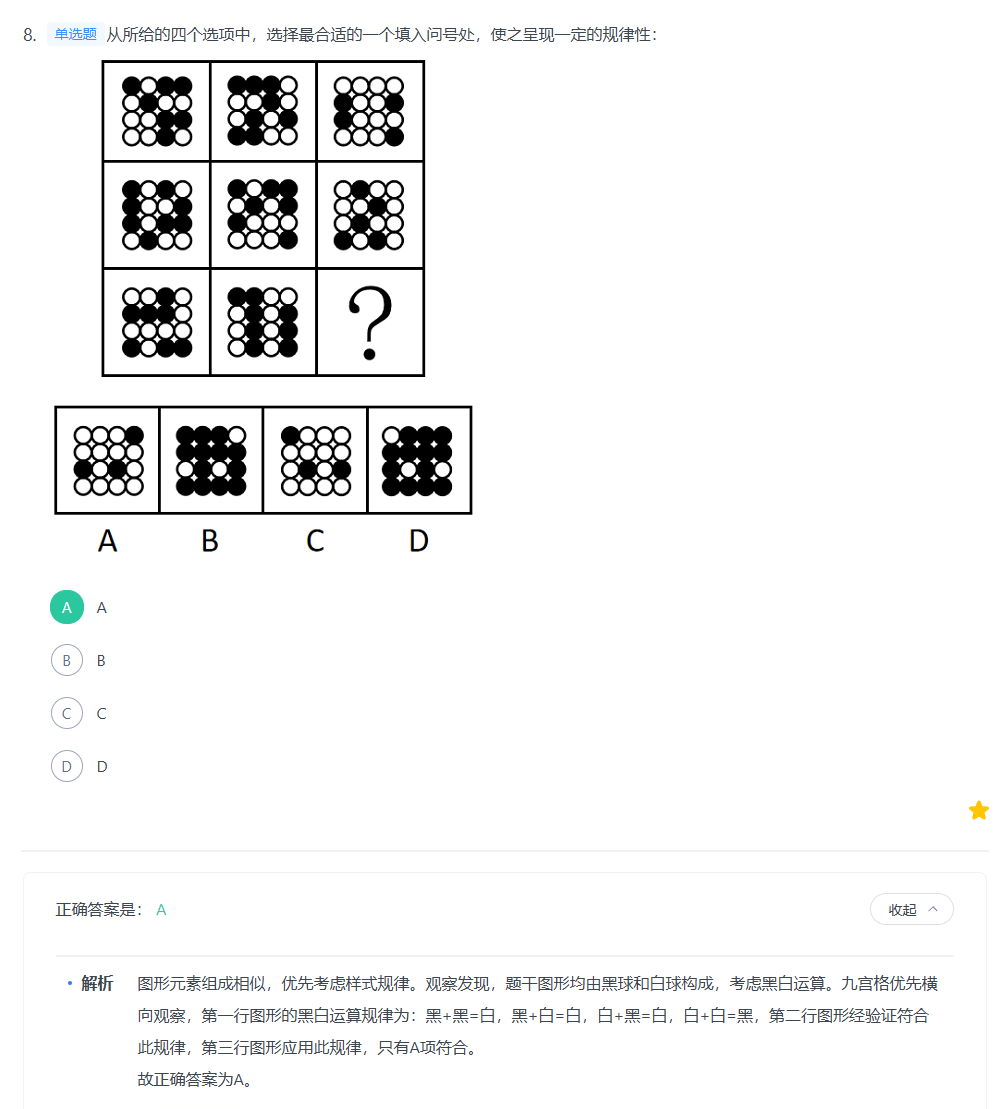 8. 单选题 从所给的四个选项中，选择最合适的一个填入问号处，使之呈现一定的规律性：
?
A B C D
A A
B B
C C
D D
正确答案是： A
收起
• 解析 图形元素组成相似，优先考虑样式规律。观察发现，题干图形均由黑球和白球构成，考虑黑白运算。九宫格优先横
向观察，第一行图形的黑白运算规律为：黑+黑=白，黑+白=白，白+黑=白，白+白=黑，第二行图形经验证符合
此规律，第三行图形应用此规律，只有A项符合。
故正确答案为A。